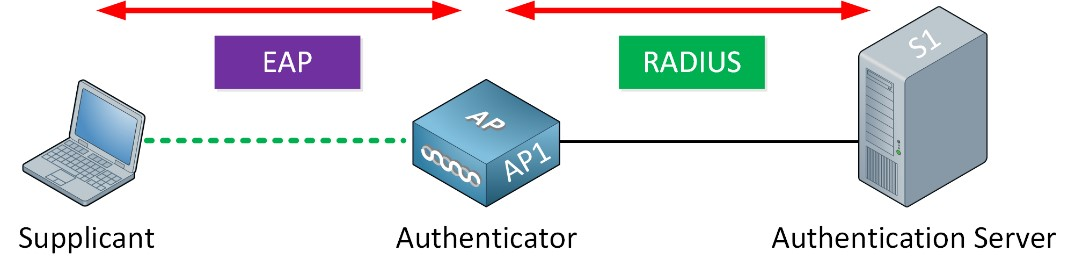 EAP
RADIUS
S1
AP
AP1
Supplicant
Authenticator
Authentication Server